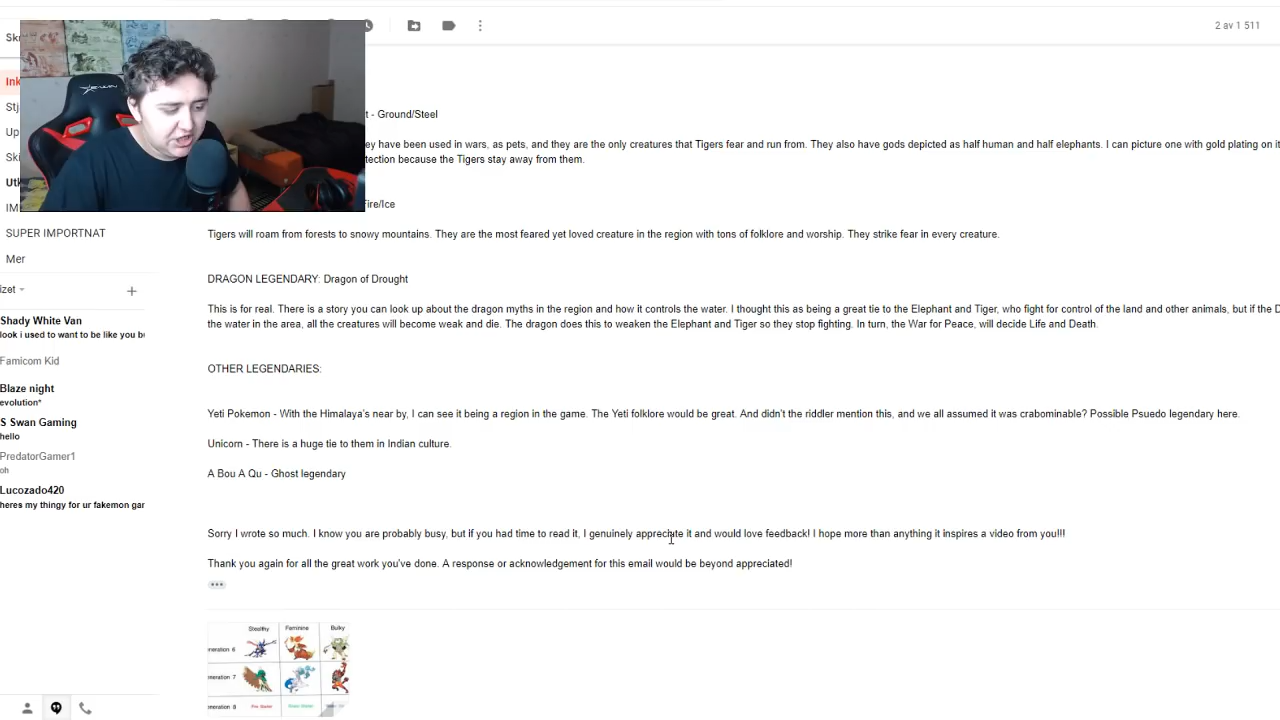 2 av 1 511
Sk
Ink
t - Ground/Steel
Stj
Up
ey have been used in wars, as pets, and they are the only creatures that Tigers fear and run from. They also have gods depicted as half human and half elephants. I can picture one with gold plating on it
Ski
tection because the Tigers stay away from them.
Utk
IM
Fire/Ice
SUPER IMPORTNAT
Tigers will roam from forests to snowy mountains. They are the most feared yet loved creature in the region with tons of folklore and worship. They strike fear in every creature.
Mer
DRAGON LEGENDARY: Dragon of Drought
izet
This is for real. There is a story you can look up about the dragon myths in the region and how it controls the water. I thought this as being a great tie to the Elephant and Tiger, who fight for control of the land and other animals, but if the D
the water in the area, all the creatures will become weak and die. The dragon does this to weaken the Elephant and Tiger so they stop fighting. In turn, the War for Peace, will decide Life and Death.
Shady White Van
look i used to want to be like you b
Famicom Kid
OTHER LEGENDARIES:
Blaze night
evolution*
Yeti Pokemon - With the Himalaya's near by, I can see it being a region in the game. The Yeti folklore would be great. And didn't the riddler mention this, and we all assumed it was crabominable? Possible Psuedo legendary here.
S Swan Gaming
hello
Unicorn - There is a huge tie to them in Indian culture.
PredatorGamer1
oh
A Bou A Qu - Ghost legendary
Lucozado420
heres my thingy for ur fakemon gar
Sorry I wrote so much. I know you are probably busy, but if you had time to read it, I genuinely appreciate it and would love feedback! I hope more than anything it inspires a video from you!!!
Thank you again for all the great work you've done. A response or acknowledgement for this email would be beyond appreciated!
Stealthy Faminine Bulky
eneration 6
eneration 7
eneration 8